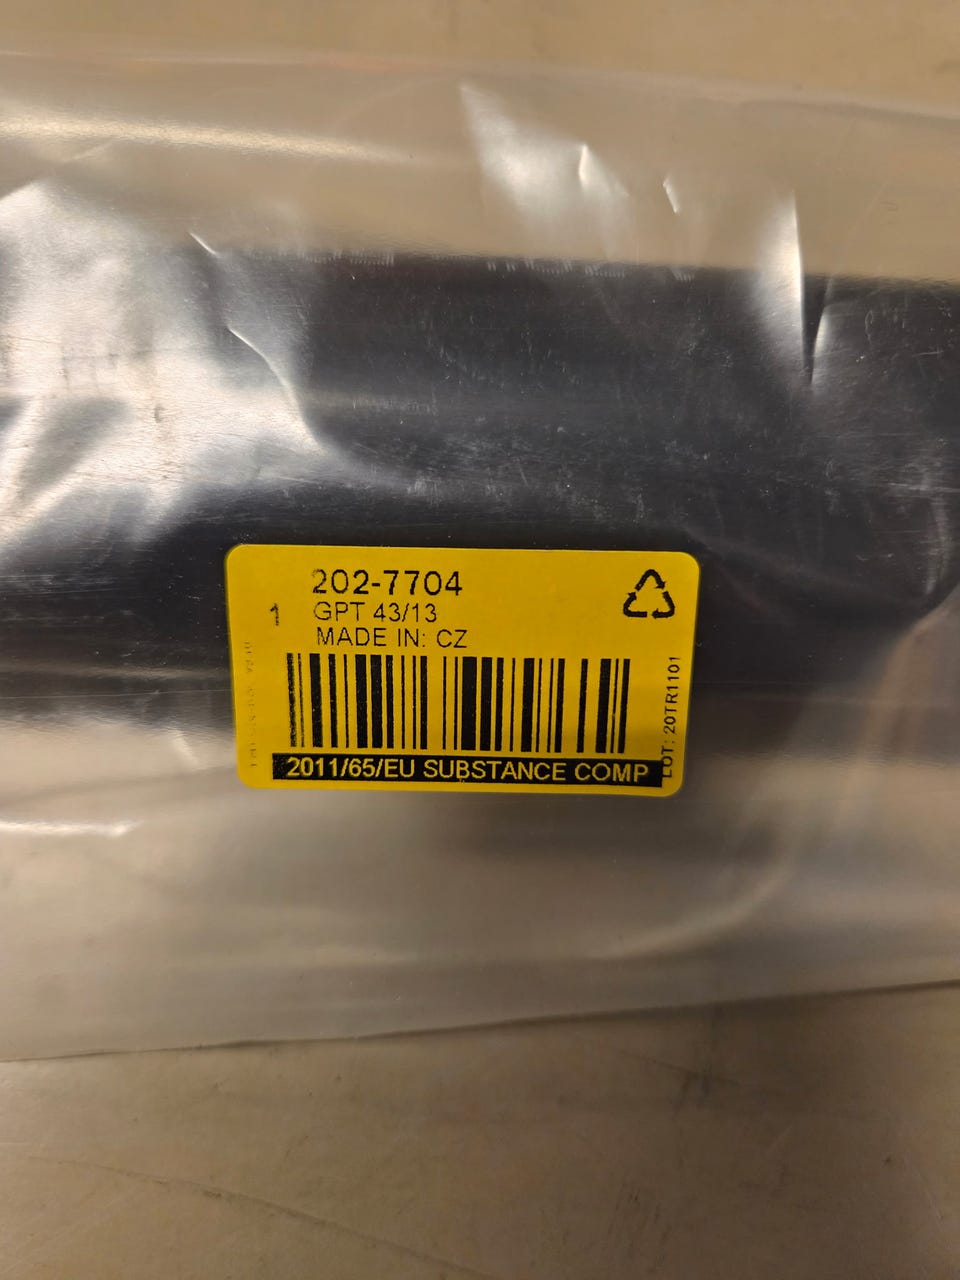 202-7704
1
GPT 43/13
MADE IN: CZ
2011/65/EU SUBSTANCE COMP
LOT: 20TR1101